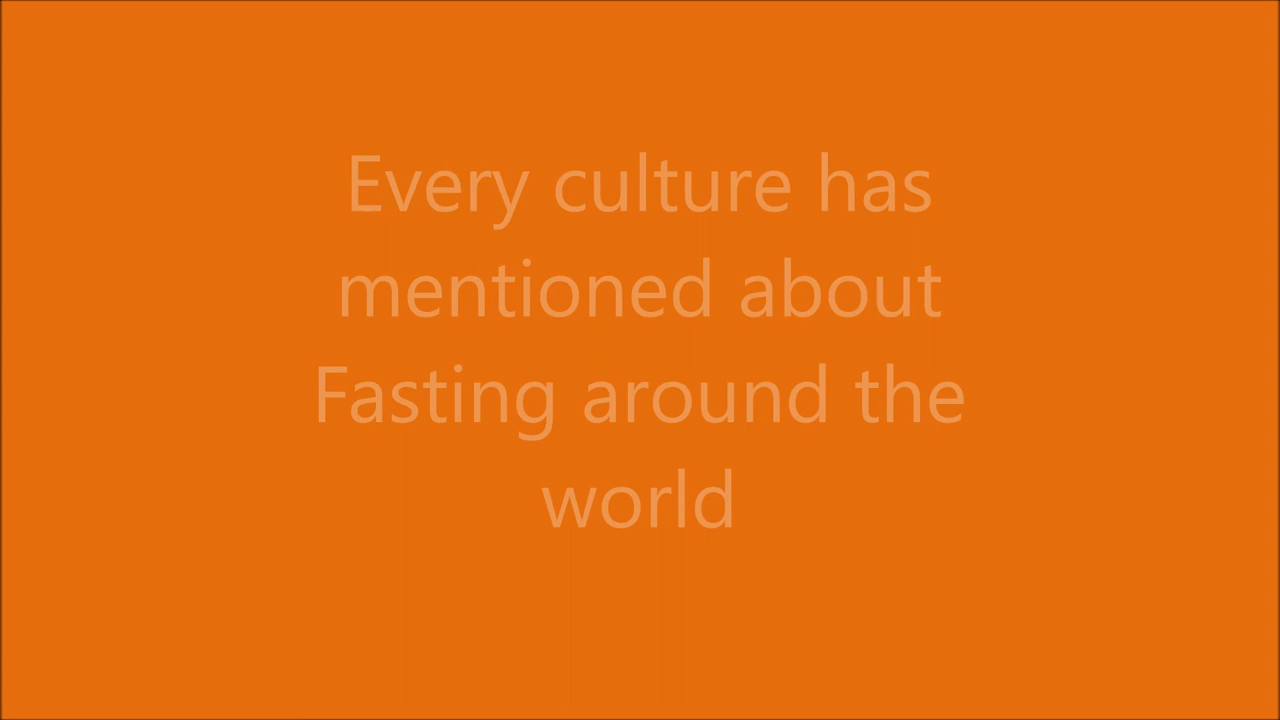 Every culture has
mentioned about
Fasting around the
world